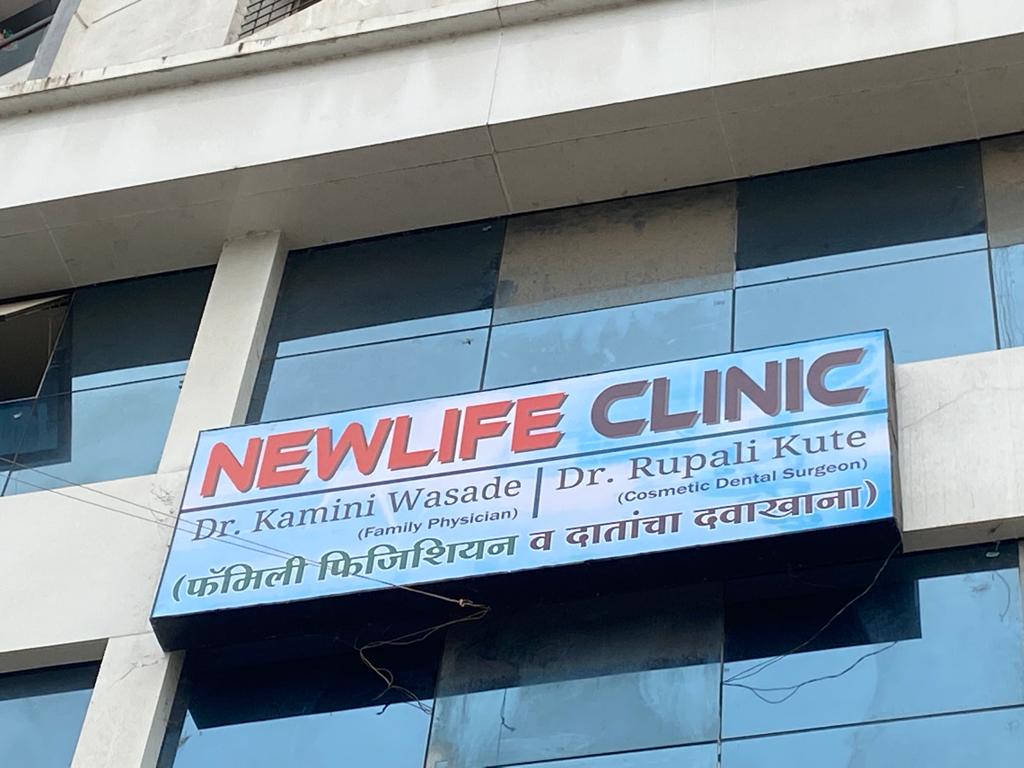 NEWLIFE CLINIC
Dr. Kamini Wasade
(Family Physician)
Dr. Rupali Kute
(Cosmetic Dental Surgeon)
(फॅमिली फिजिशियन व दातांचा दवाखाना)